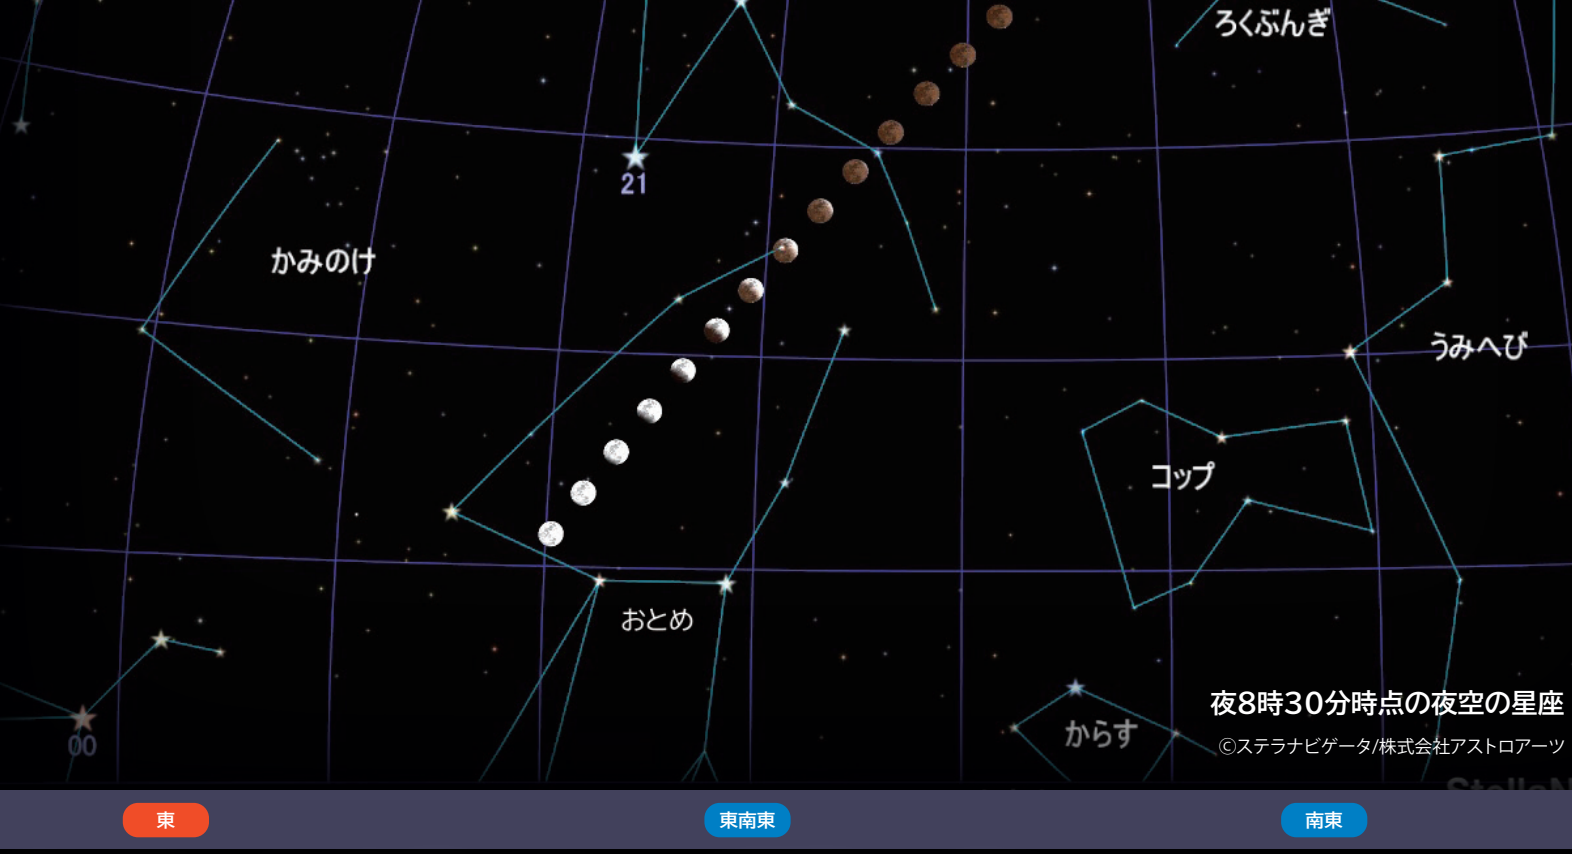 ろくぶんぎ
21
かみのけ
うみへび
コップ
おとめ
からす
00
夜8時30分時点の夜空の星座
©ステラナビゲータ/株式会社アストロアーツ
東
東南東
南東